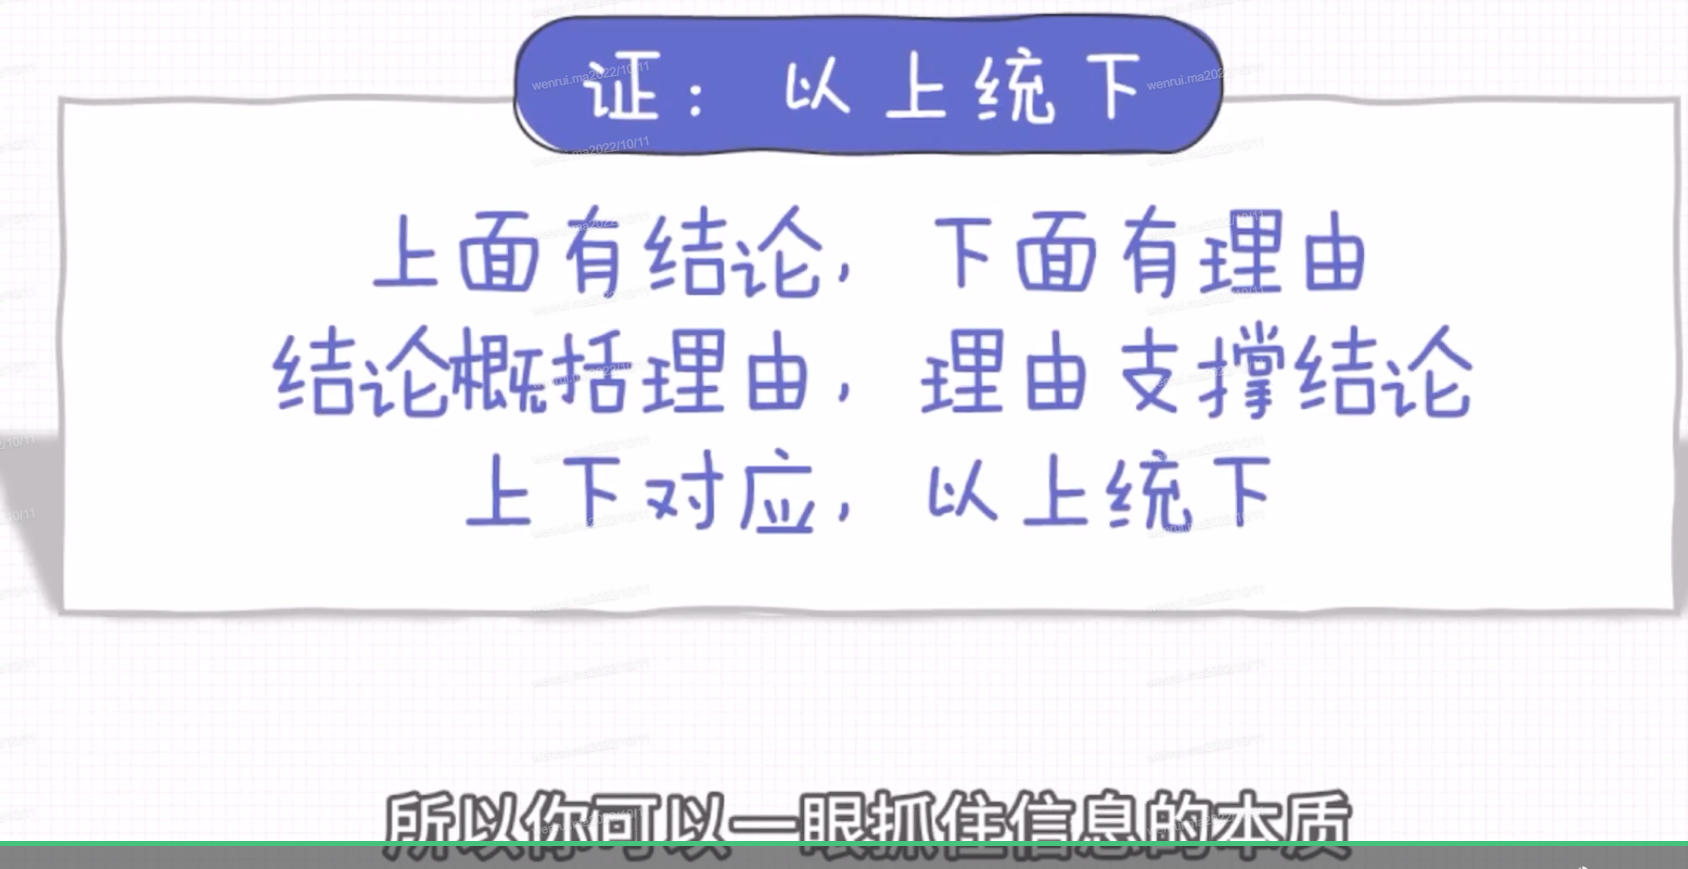 证：以上统下
上面有结论，下面有理由
结论概括理由，理由支撑结论
上下对应，以上统下
所以你可以一眼抓住信息的本质
wenrui.ma2022/10/11